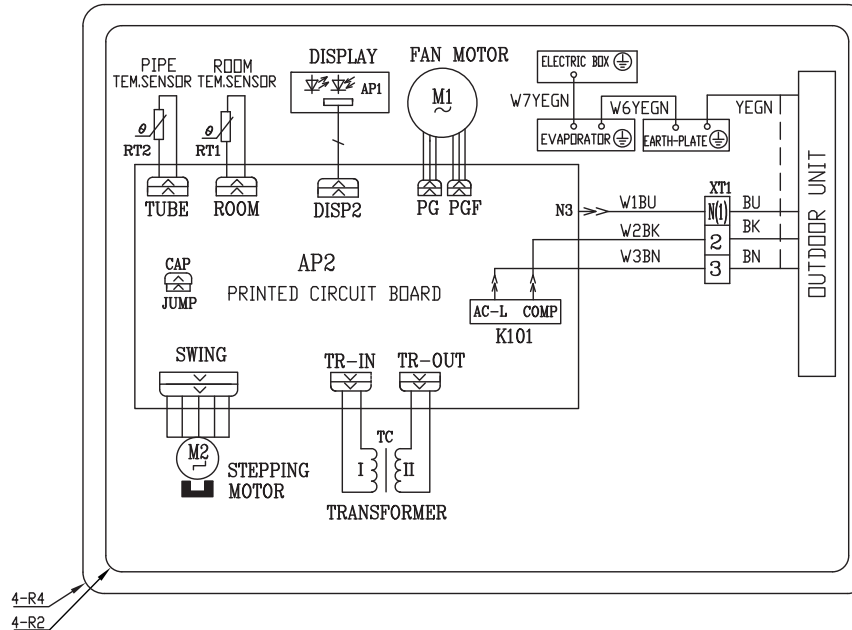 PIPE
TEM.SENSOR
ROOM
TEM.SENSOR
DISPLAY
AP1
FAN MOTOR
M1
~
ELECTRIC BOX
W7YEGN
W6YEGN
YEGN
EVAPORATOR
EARTH-PLATE
θ
RT2
θ
RT1
TUBE
ROOM
DISP2
PG
PGF
N3
W1BU
XT1
N(1)
BU
W2BK
2
BK
W3BN
3
BN
OUTDOOR UNIT
CAP
JUMP
AP2
PRINTED CIRCUIT BOARD
AC-L
COMP
K101
SWING
TR-IN
TR-OUT
M2
STEPPING
MOTOR
TC
I
II
TRANSFORMER
4-R4
4-R2